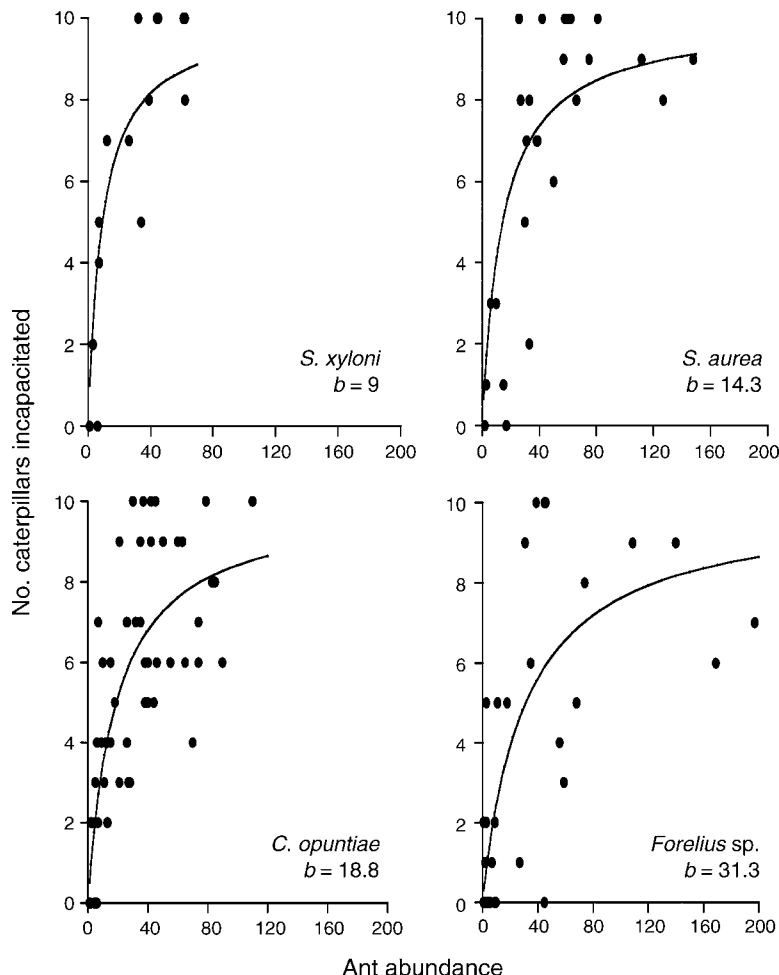 No. caterpillars incapacitated
10
8
6
4
2
0
0 40 80 120 160 200
S. xyloni
b = 9
10
8
6
4
2
0
0 40 80 120 160 200
S. aurea
b = 14.3
10
8
6
4
2
0
0 40 80 120 160 200
C. opuntiae
b = 18.8
10
8
6
4
2
0
0 40 80 120 160 200
Forelius sp.
b = 31.3
Ant abundance